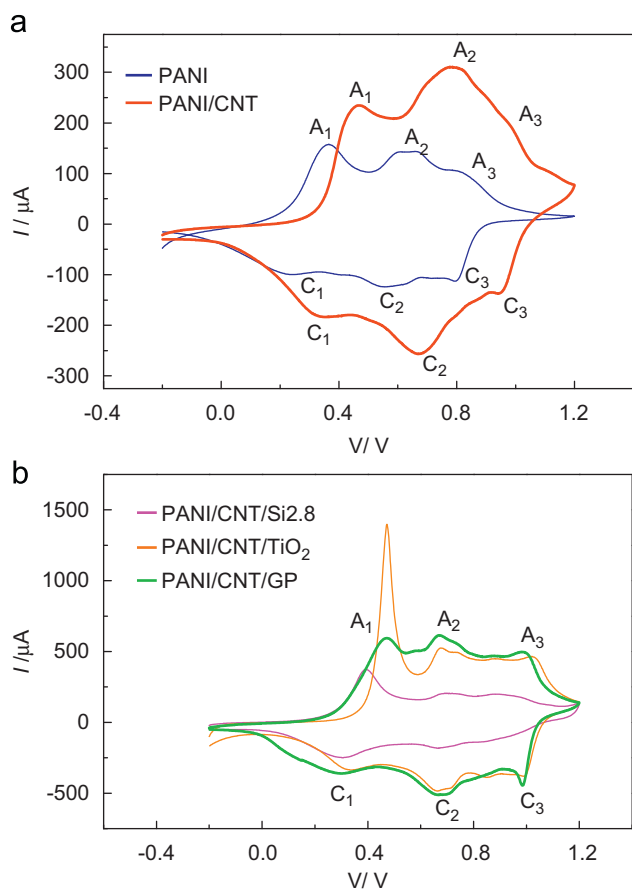 a
300
200
100
0
-100
-200
-300
I / µA
PANI
PANI/CNT
A1
A1
A2
A2
A3
A3
C1
C1
C2
C2
C3
C3
-0.4 0.0 0.4 0.8 1.2
V/ V
b
1500
1000
500
0
-500
I /µA
PANI/CNT/Si2.8
PANI/CNT/TiO2
PANI/CNT/GP
A1
A2
A3
C1
C2
C3
-0.4 0.0 0.4 0.8 1.2
V/ V